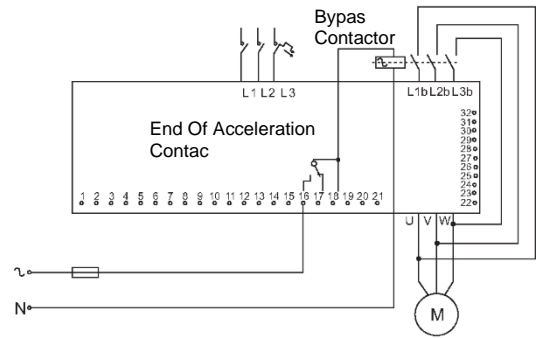 Bypas
Contactor
L1 L2 L3
L1b L2b L3b
End Of Acceleration
Contac
32
31
30
29
28
27
26
25
24
23
22
1 2 3 4 5 6 7 8 9 10 11 12 13 14 15 16 17 18 19 20 21
U V W
N
M